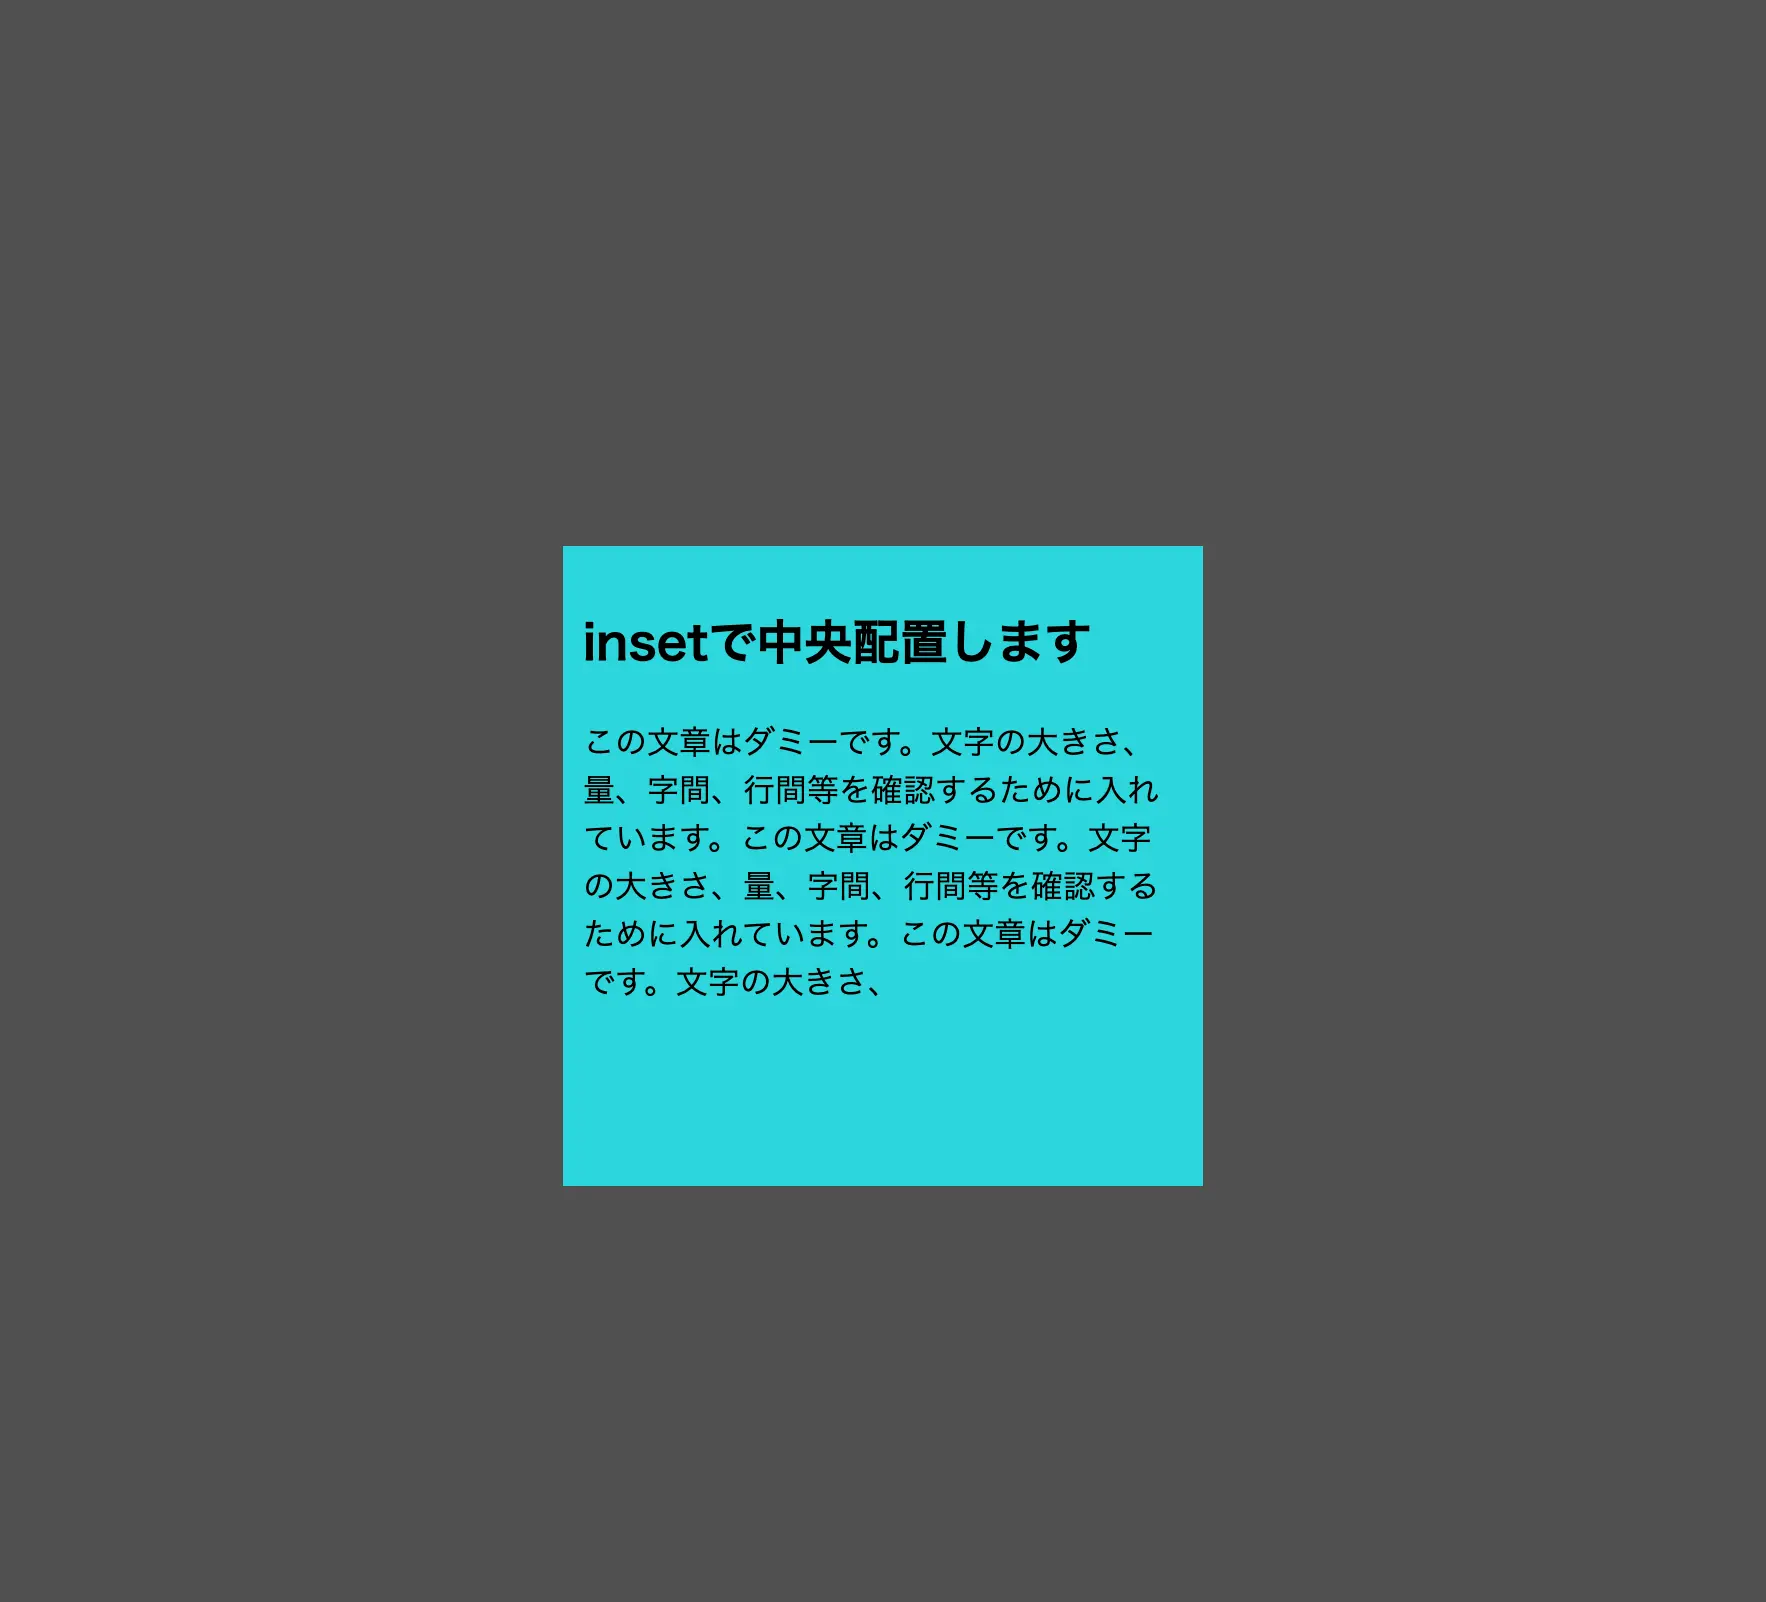 insetで中央配置します
この文章はダミーです。文字の大きさ、
量、字間、行間等を確認するために入れ
ています。この文章はダミーです。文字
の大きさ、量、字間、行間等を確認する
ために入れています。この文章はダミー
です。文字の大きさ、